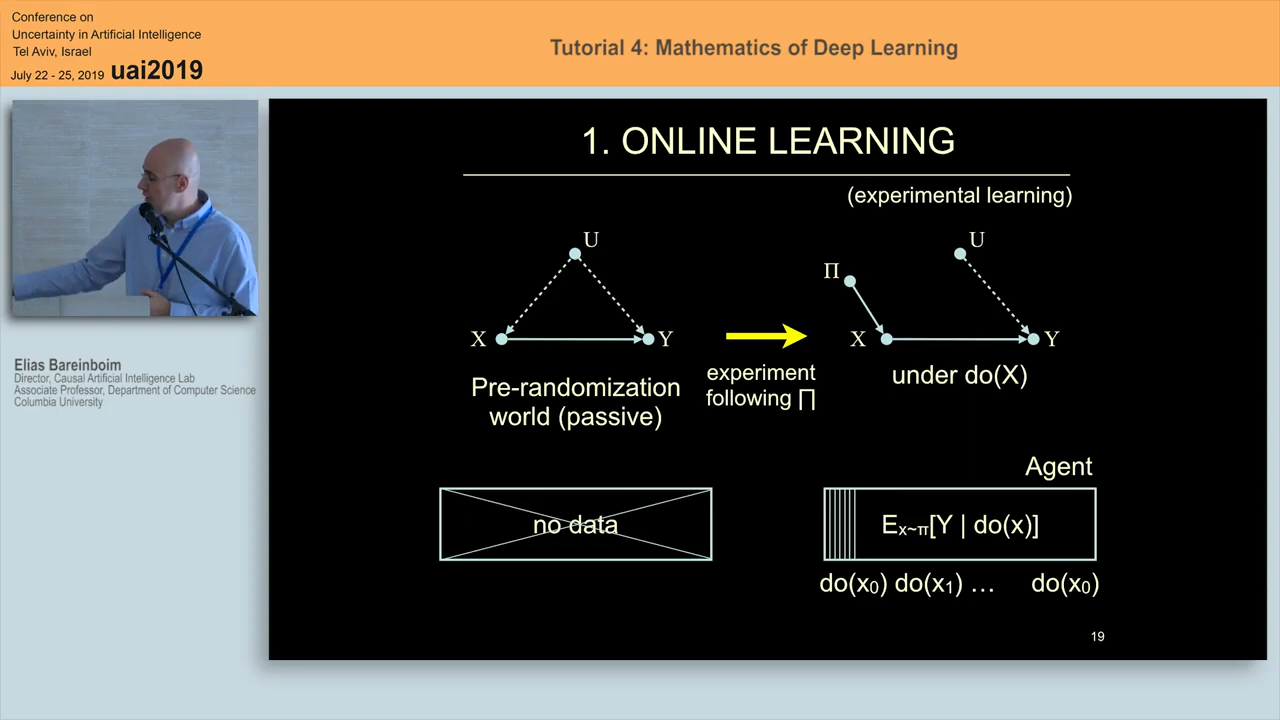 Conference on
Uncertainty in Artificial Intelligence
Tel Aviv, Israel
July 22 - 25, 2019 uai2019
Tutorial 4: Mathematics of Deep Learning
Elias Bareinboim
Director, Causal Artificial Intelligence Lab
Associate Professor, Department of Computer Science
Columbia University
1. ONLINE LEARNING
(experimental learning)
U
X
Y
Pre-randomization
world (passive)
experiment
following ∏
U
Π
X
Y
under do(X)
no data
Agent
Ex~π[Y | do(x)]
do(x0) do(x1) … do(x0)
19